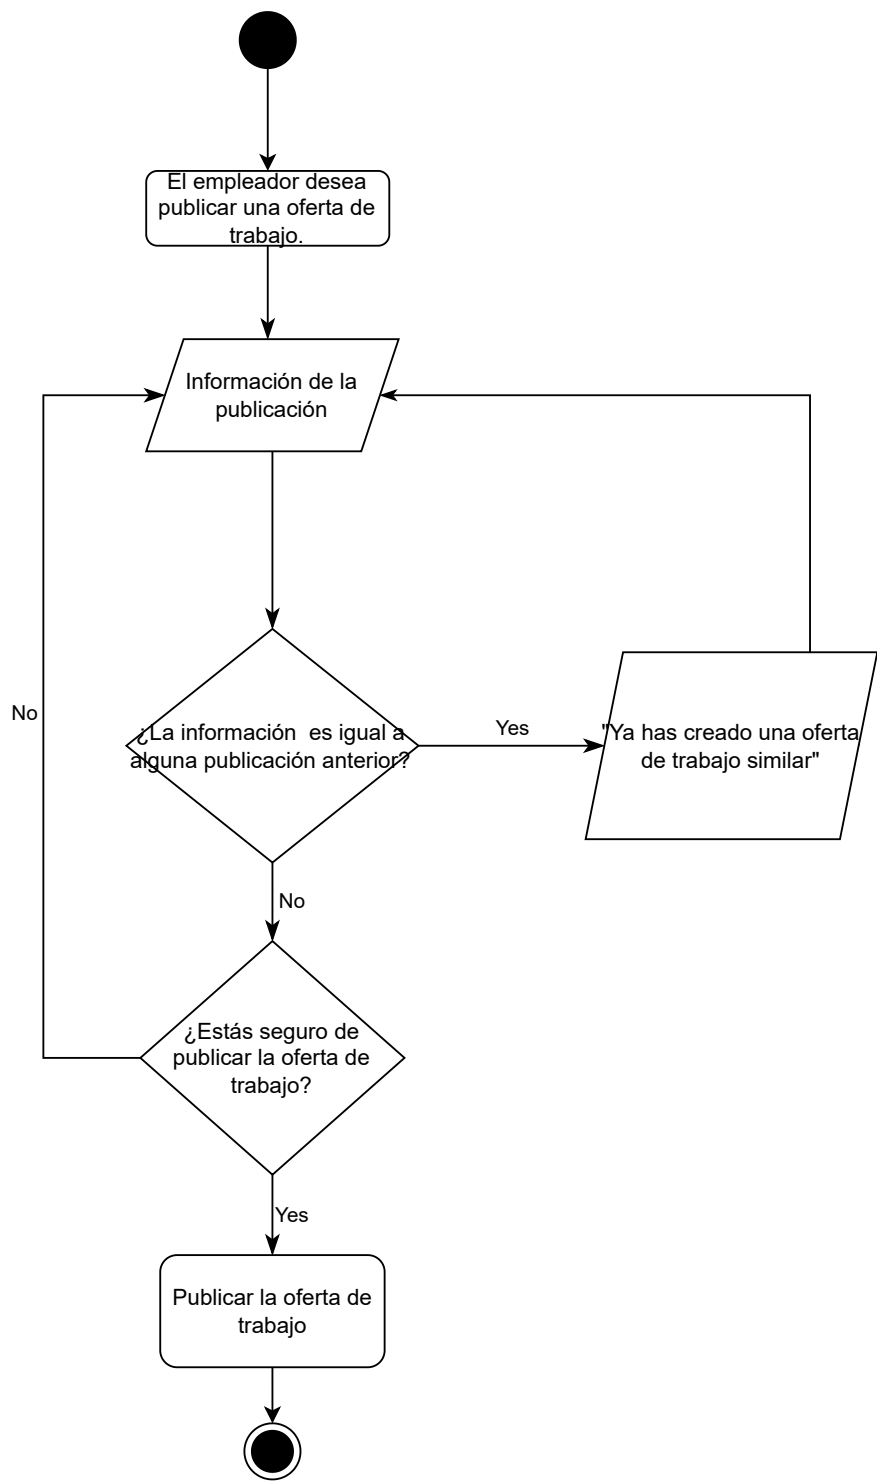 El empleador desea
publicar una oferta de
trabajo.
Información de la
publicación
No
¿La información  es igual a
alguna publicación anterior?
Yes
"Ya has creado una oferta
de trabajo similar"
No
¿Estás seguro de
publicar la oferta de
trabajo?
Yes
Publicar la oferta de
trabajo